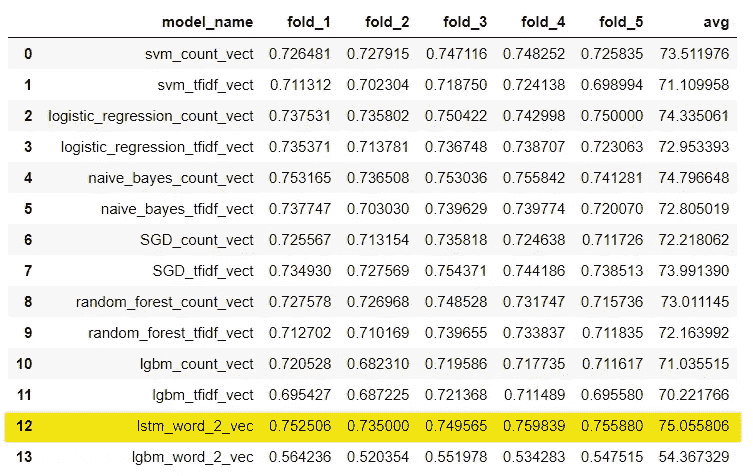 model_name fold_1 fold_2 fold_3 fold_4 fold_5 avg
0 svm_count_vect 0.726481 0.727915 0.747116 0.748252 0.725835 73.511976
1 svm_tfidf_vect 0.711312 0.702304 0.718750 0.724138 0.698994 71.109958
2 logistic_regression_count_vect 0.737531 0.735802 0.750422 0.742998 0.750000 74.335061
3 logistic_regression_tfidf_vect 0.735371 0.713781 0.736748 0.738707 0.723063 72.953393
4 naive_bayes_count_vect 0.753165 0.736508 0.753036 0.755842 0.741281 74.796648
5 naive_bayes_tfidf_vect 0.737747 0.703030 0.739629 0.739774 0.720070 72.805019
6 SGD_count_vect 0.725567 0.713154 0.735818 0.724638 0.711726 72.218062
7 SGD_tfidf_vect 0.734930 0.727569 0.754371 0.744186 0.738513 73.991390
8 random_forest_count_vect 0.727578 0.726968 0.748528 0.731747 0.715736 73.011145
9 random_forest_tfidf_vect 0.712702 0.710169 0.739655 0.733837 0.711835 72.163992
10 lgbm_count_vect 0.720528 0.682310 0.719586 0.717735 0.711617 71.035515
11 lgbm_tfidf_vect 0.695427 0.687225 0.721368 0.711489 0.695580 70.221766
12 lstm_word_2_vec 0.752506 0.735000 0.749565 0.759839 0.755880 75.055806
13 lgbm_word_2_vec 0.564236 0.520354 0.551978 0.534283 0.547515 54.367329